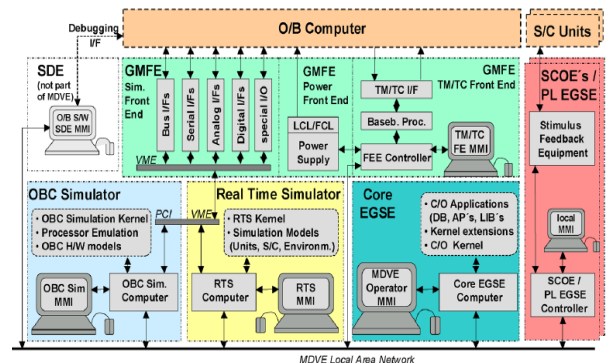 Debugging
I/F
O/B Computer
S/C Units
SDE
(not part
of MDVE)
O/B S/W
SDE MMI
GMFE
Sim.
Front
End
Bus I/Fs
Serial I/Fs
Analog I/Fs
Digital I/Fs
special I/O
VME
GMFE
Power
Front End
LCL/FCL
Power
Supply
GMFE
TM/TC Front End
TM/TC I/F
Baseb. Proc.
FEE Controller
TM/TC
FE MMI
SCOE´s /
PL EGSE
Stimulus
Feedback
Equipment
local
MMI
SCOE /
PL EGSE
Controller
OBC Simulator
• OBC Simulation Kernel
• Processor Emulation
• OBC H/W models
PCI
OBC Sim
MMI
OBC Sim.
Computer
Real Time Simulator
VME
• RTS Kernel
• Simulation Models
(Units, S/C, Environm.)
RTS
Computer
RTS
MMI
Core
EGSE
• C/O Applications
(DB, AP´s, LIB´s
• Kernel extensions
• C/O Kernel
MDVE
Operator
MMI
Core EGSE
Computer
MDVE Local Area Network